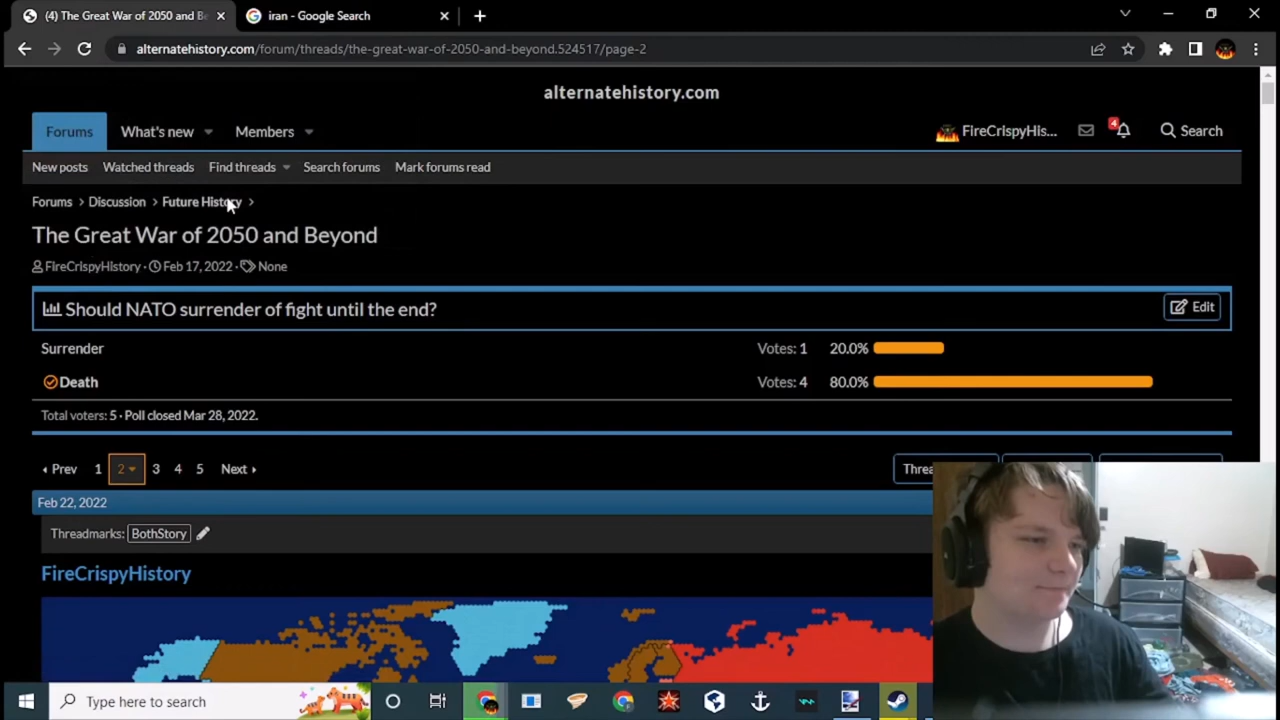 (4) The Great War of 2050 and Be
iran - Google Search
alternatehistory.com/forum/threads/the-great-war-of-2050-and-beyond.524517/page-2
alternatehistory.com
Forums What's new Members FireCrispyHis... 4 Search
New posts Watched threads Find threads Search forums Mark forums read
Forums > Discussion > Future History >
The Great War of 2050 and Beyond
FireCrispyHistory · Feb 17, 2022 · None
Should NATO surrender of fight until the end? Edit
Surrender Votes: 1 20.0%
Death Votes: 4 80.0%
Total voters: 5 · Poll closed Mar 28, 2022.
Prev 1 2 3 4 5 Next
Feb 22, 2022
Threadmarks: BothStory
FireCrispyHistory
Type here to search